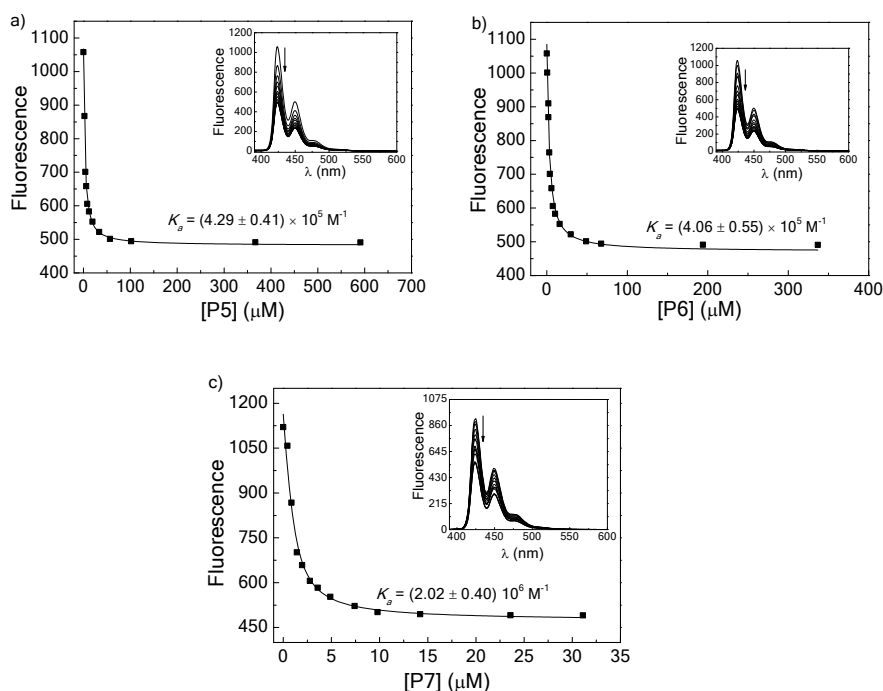 a)
1100
1000
900
800
700
600
500
400
Fluorescence
0 100 200 300 400 500 600 700
[P5] (μM)
K_a = (4.29 ± 0.41) × 10^5 M^-1
1200
1000
800
600
400
200
0
Fluorescence
400 450 500 550 600
λ (nm)
b)
1100
1000
900
800
700
600
500
400
Fluorescence
0 100 200 300 400
[P6] (μM)
K_a = (4.06 ± 0.55) × 10^5 M^-1
1200
1000
800
600
400
200
0
Fluorescence
400 450 500 550 600
λ (nm)
c)
1200
1050
900
750
600
450
Fluorescence
0 5 10 15 20 25 30 35
[P7] (μM)
K_a = (2.02 ± 0.40) 10^6 M^-1
1075
860
645
430
215
0
Fluorescence
400 450 500 550 600
λ (nm)